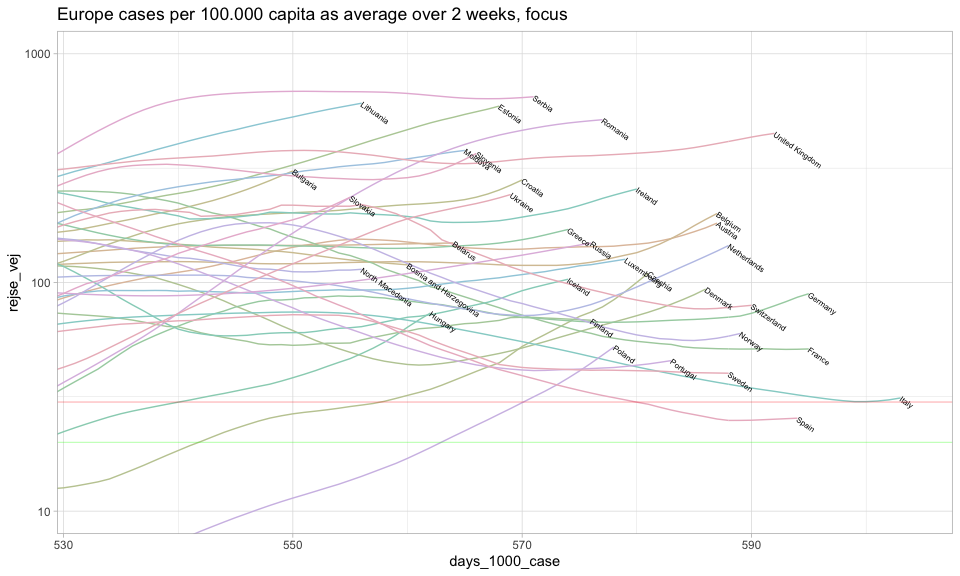 Europe cases per 100.000 capita as average over 2 weeks, focus
1000
Serbia
Lithuania
Estonia
Romania
United Kingdom
Moldova
Slovenia
Bulgaria
Croatia
Ireland
Slovakia
Ukraine
Belgium
Austria
Greece
Russia
Belarus
Netherlands
Luxembourg
Bosnia and Herzegovina
North Macedonia
100
Iceland
Denmark
Germany
Switzerland
Hungary
Finland
Norway
Poland
France
Portugal
Sweden
Italy
Spain
10
530
550
570
590
days_1000_case
rejse_vej